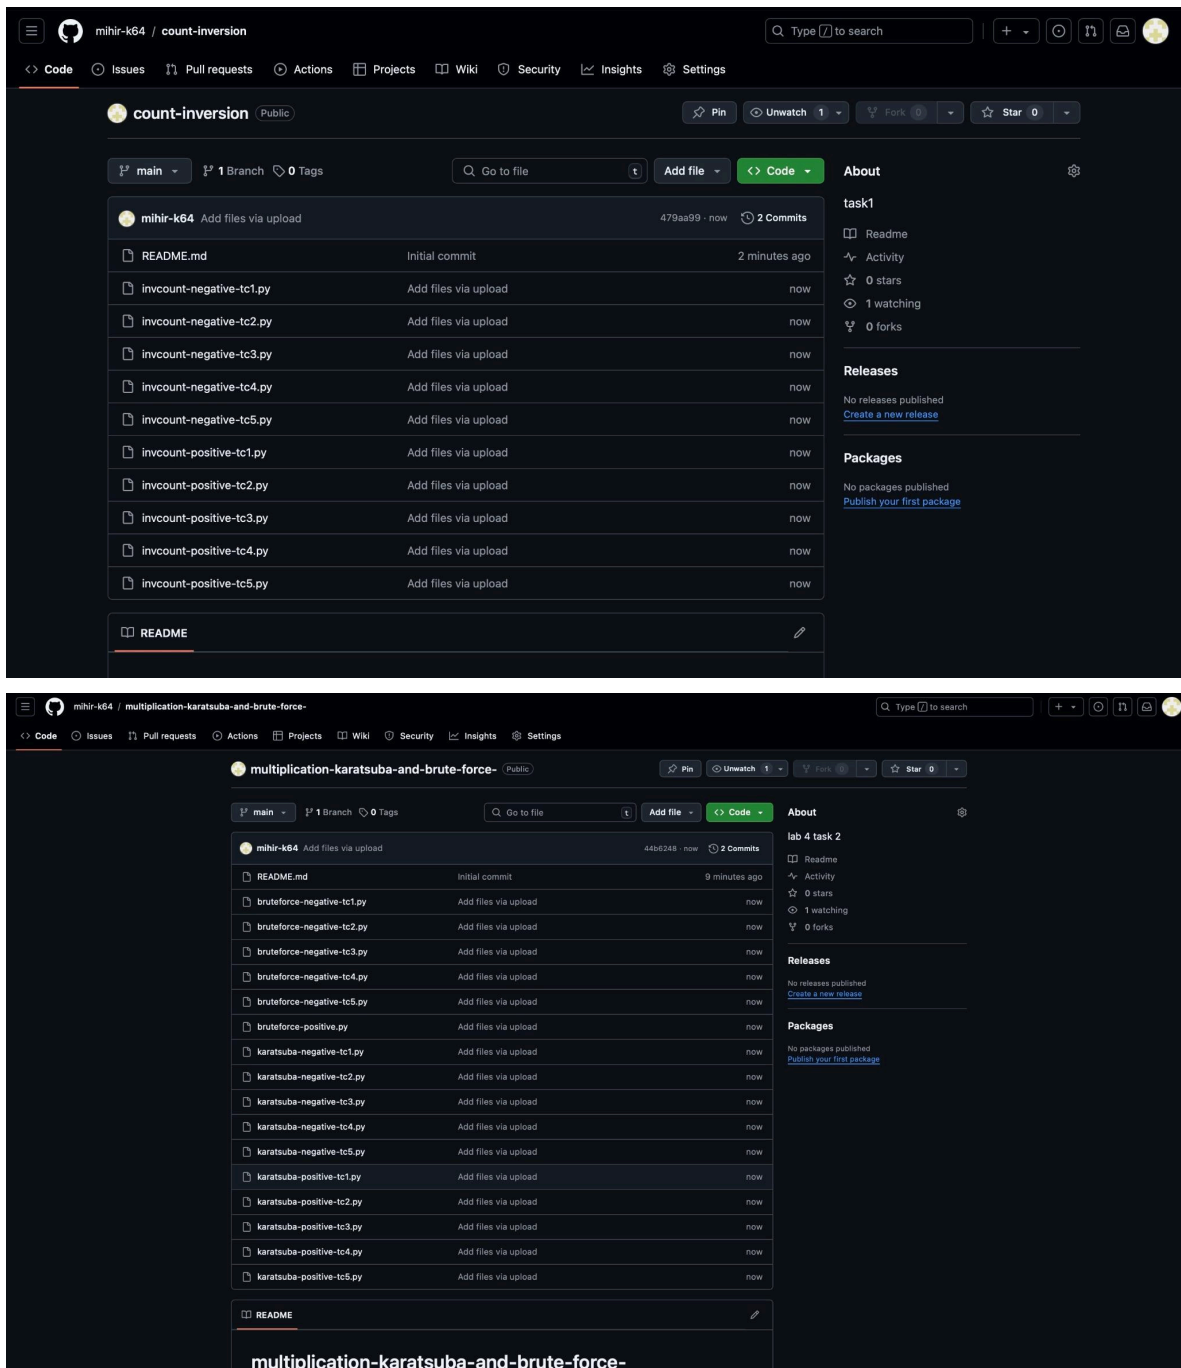 mihir-k64 / count-inversion
Type / to search
Code Issues Pull requests Actions Projects Wiki Security Insights Settings
count-inversion Public
Pin Unwatch 1 Fork 0 Star 0
main 1 Branch 0 Tags Go to file t Add file Code
About
task1
mihir-k64 Add files via upload 479aa99 · now 2 Commits
README.md Initial commit 2 minutes ago
invcount-negative-tc1.py Add files via upload now
invcount-negative-tc2.py Add files via upload now
invcount-negative-tc3.py Add files via upload now
invcount-negative-tc4.py Add files via upload now
invcount-negative-tc5.py Add files via upload now
invcount-positive-tc1.py Add files via upload now
invcount-positive-tc2.py Add files via upload now
invcount-positive-tc3.py Add files via upload now
invcount-positive-tc4.py Add files via upload now
invcount-positive-tc5.py Add files via upload now
README
Readme
Activity
0 stars
1 watching
0 forks
Releases
No releases published
Create a new release
Packages
No packages published
Publish your first package
mihir-k64 / multiplication-karatsuba-and-brute-force-
Type / to search
Code Issues Pull requests Actions Projects Wiki Security Insights Settings
multiplication-karatsuba-and-brute-force- Public
Pin Unwatch 1 Fork 0 Star 0
main 1 Branch 0 Tags Go to file t Add file Code
About
lab 4 task 2
mihir-k64 Add files via upload 44b6248 · now 2 Commits
README.md Initial commit 9 minutes ago
bruteforce-negative-tc1.py Add files via upload now
bruteforce-negative-tc2.py Add files via upload now
bruteforce-negative-tc3.py Add files via upload now
bruteforce-negative-tc4.py Add files via upload now
bruteforce-negative-tc5.py Add files via upload now
bruteforce-positive.py Add files via upload now
karatsuba-negative-tc1.py Add files via upload now
karatsuba-negative-tc2.py Add files via upload now
karatsuba-negative-tc3.py Add files via upload now
karatsuba-negative-tc4.py Add files via upload now
karatsuba-negative-tc5.py Add files via upload now
karatsuba-positive-tc1.py Add files via upload now
karatsuba-positive-tc2.py Add files via upload now
karatsuba-positive-tc3.py Add files via upload now
karatsuba-positive-tc4.py Add files via upload now
karatsuba-positive-tc5.py Add files via upload now
README
multiplication-karatsuba-and-brute-force-
Readme
Activity
0 stars
1 watching
0 forks
Releases
No releases published
Create a new release
Packages
No packages published
Publish your first package